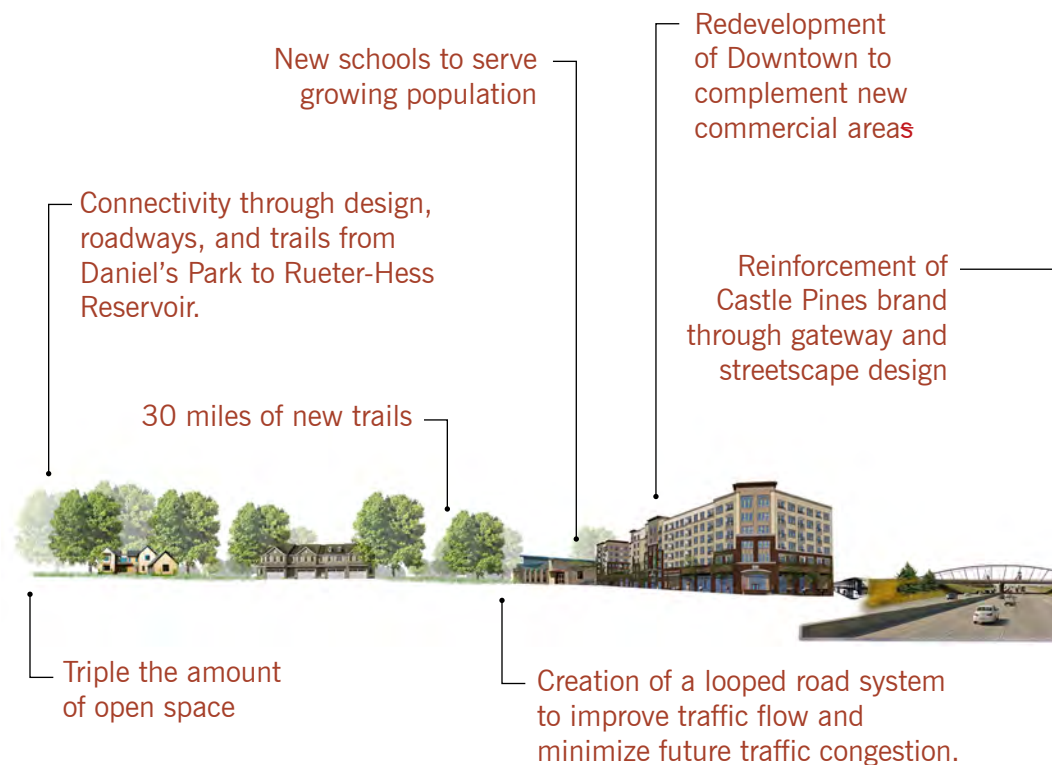 Redevelopment
of Downtown to
complement new
commercial areas
New schools to serve
growing population
Connectivity through design,
roadways, and trails from
Daniel's Park to Rueter-Hess
Reservoir.
Reinforcement of
Castle Pines brand
through gateway and
streetscape design
30 miles of new trails
Triple the amount
of open space
Creation of a looped road system
to improve traffic flow and
minimize future traffic congestion.